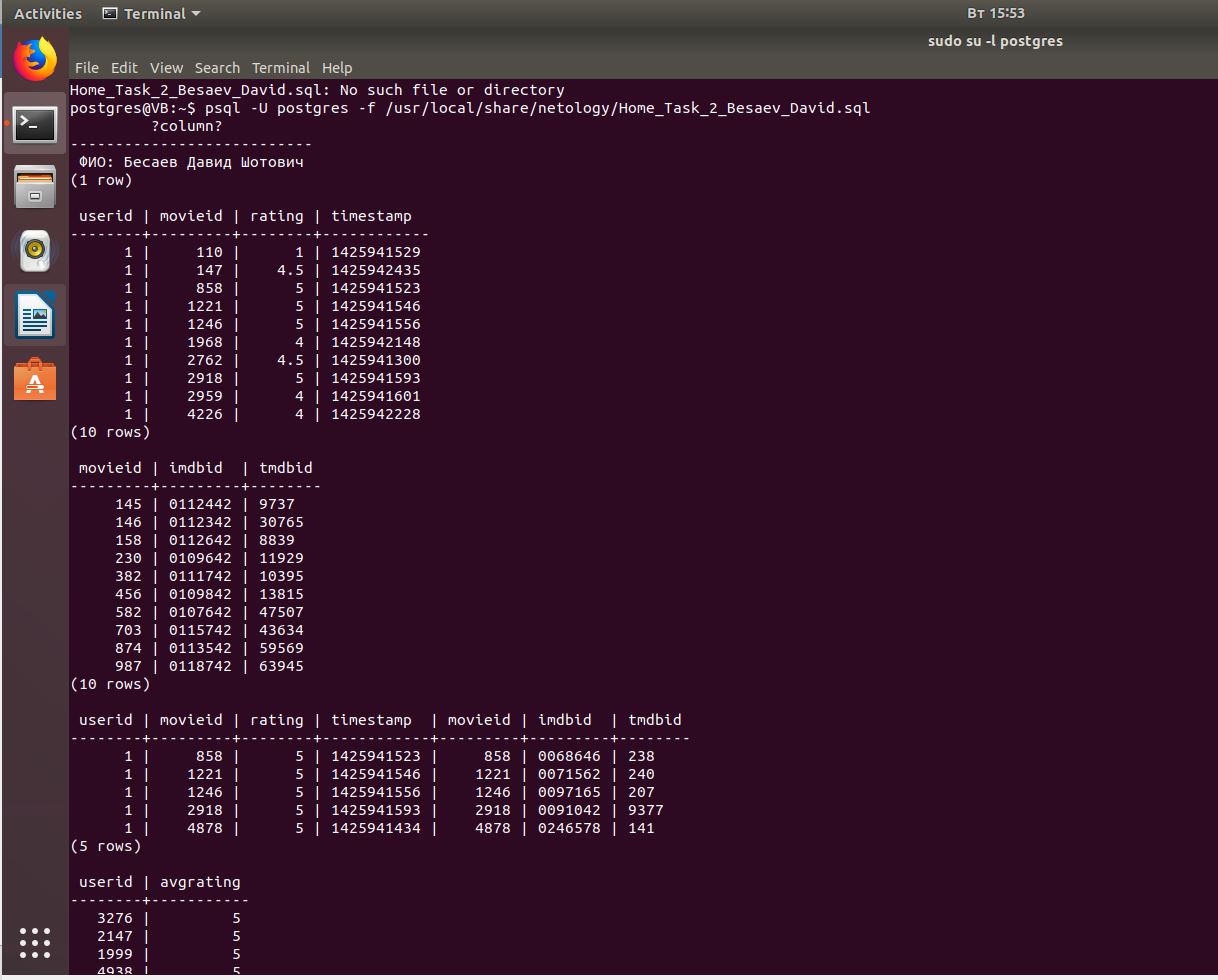 Activities Terminal Вт 15:53
sudo su -l postgres
File Edit View Search Terminal Help
Home_Task_2_Besaev_David.sql: No such file or directory
postgres@VB:~$ psql -U postgres -f /usr/local/share/netology/Home_Task_2_Besaev_David.sql
         ?column?
---------------------------
 ФИО: Бесаев Давид Шотович
(1 row)

 userid | movieid | rating | timestamp
--------+---------+--------+------------
      1 |     110 |      1 | 1425941529
      1 |     147 |    4.5 | 1425942435
      1 |     858 |      5 | 1425941523
      1 |    1221 |      5 | 1425941546
      1 |    1246 |      5 | 1425941556
      1 |    1968 |      4 | 1425942148
      1 |    2762 |    4.5 | 1425941300
      1 |    2918 |      5 | 1425941593
      1 |    2959 |      4 | 1425941601
      1 |    4226 |      4 | 1425942228
(10 rows)

 movieid | imdbid  | tmdbid
---------+---------+--------
     145 | 0112442 | 9737
     146 | 0112342 | 30765
     158 | 0112642 | 8839
     230 | 0109642 | 11929
     382 | 0111742 | 10395
     456 | 0109842 | 13815
     582 | 0107642 | 47507
     703 | 0115742 | 43634
     874 | 0113542 | 59569
     987 | 0118742 | 63945
(10 rows)

 userid | movieid | rating | timestamp  | movieid | imdbid  | tmdbid
--------+---------+--------+------------+---------+---------+--------
      1 |     858 |      5 | 1425941523 |     858 | 0068646 | 238
      1 |    1221 |      5 | 1425941546 |    1221 | 0071562 | 240
      1 |    1246 |      5 | 1425941556 |    1246 | 0097165 | 207
      1 |    2918 |      5 | 1425941593 |    2918 | 0091042 | 9377
      1 |    4878 |      5 | 1425941434 |    4878 | 0246578 | 141
(5 rows)

 userid | avgrating
--------+-----------
   3276 |         5
   2147 |         5
   1999 |         5
   4938 |         5